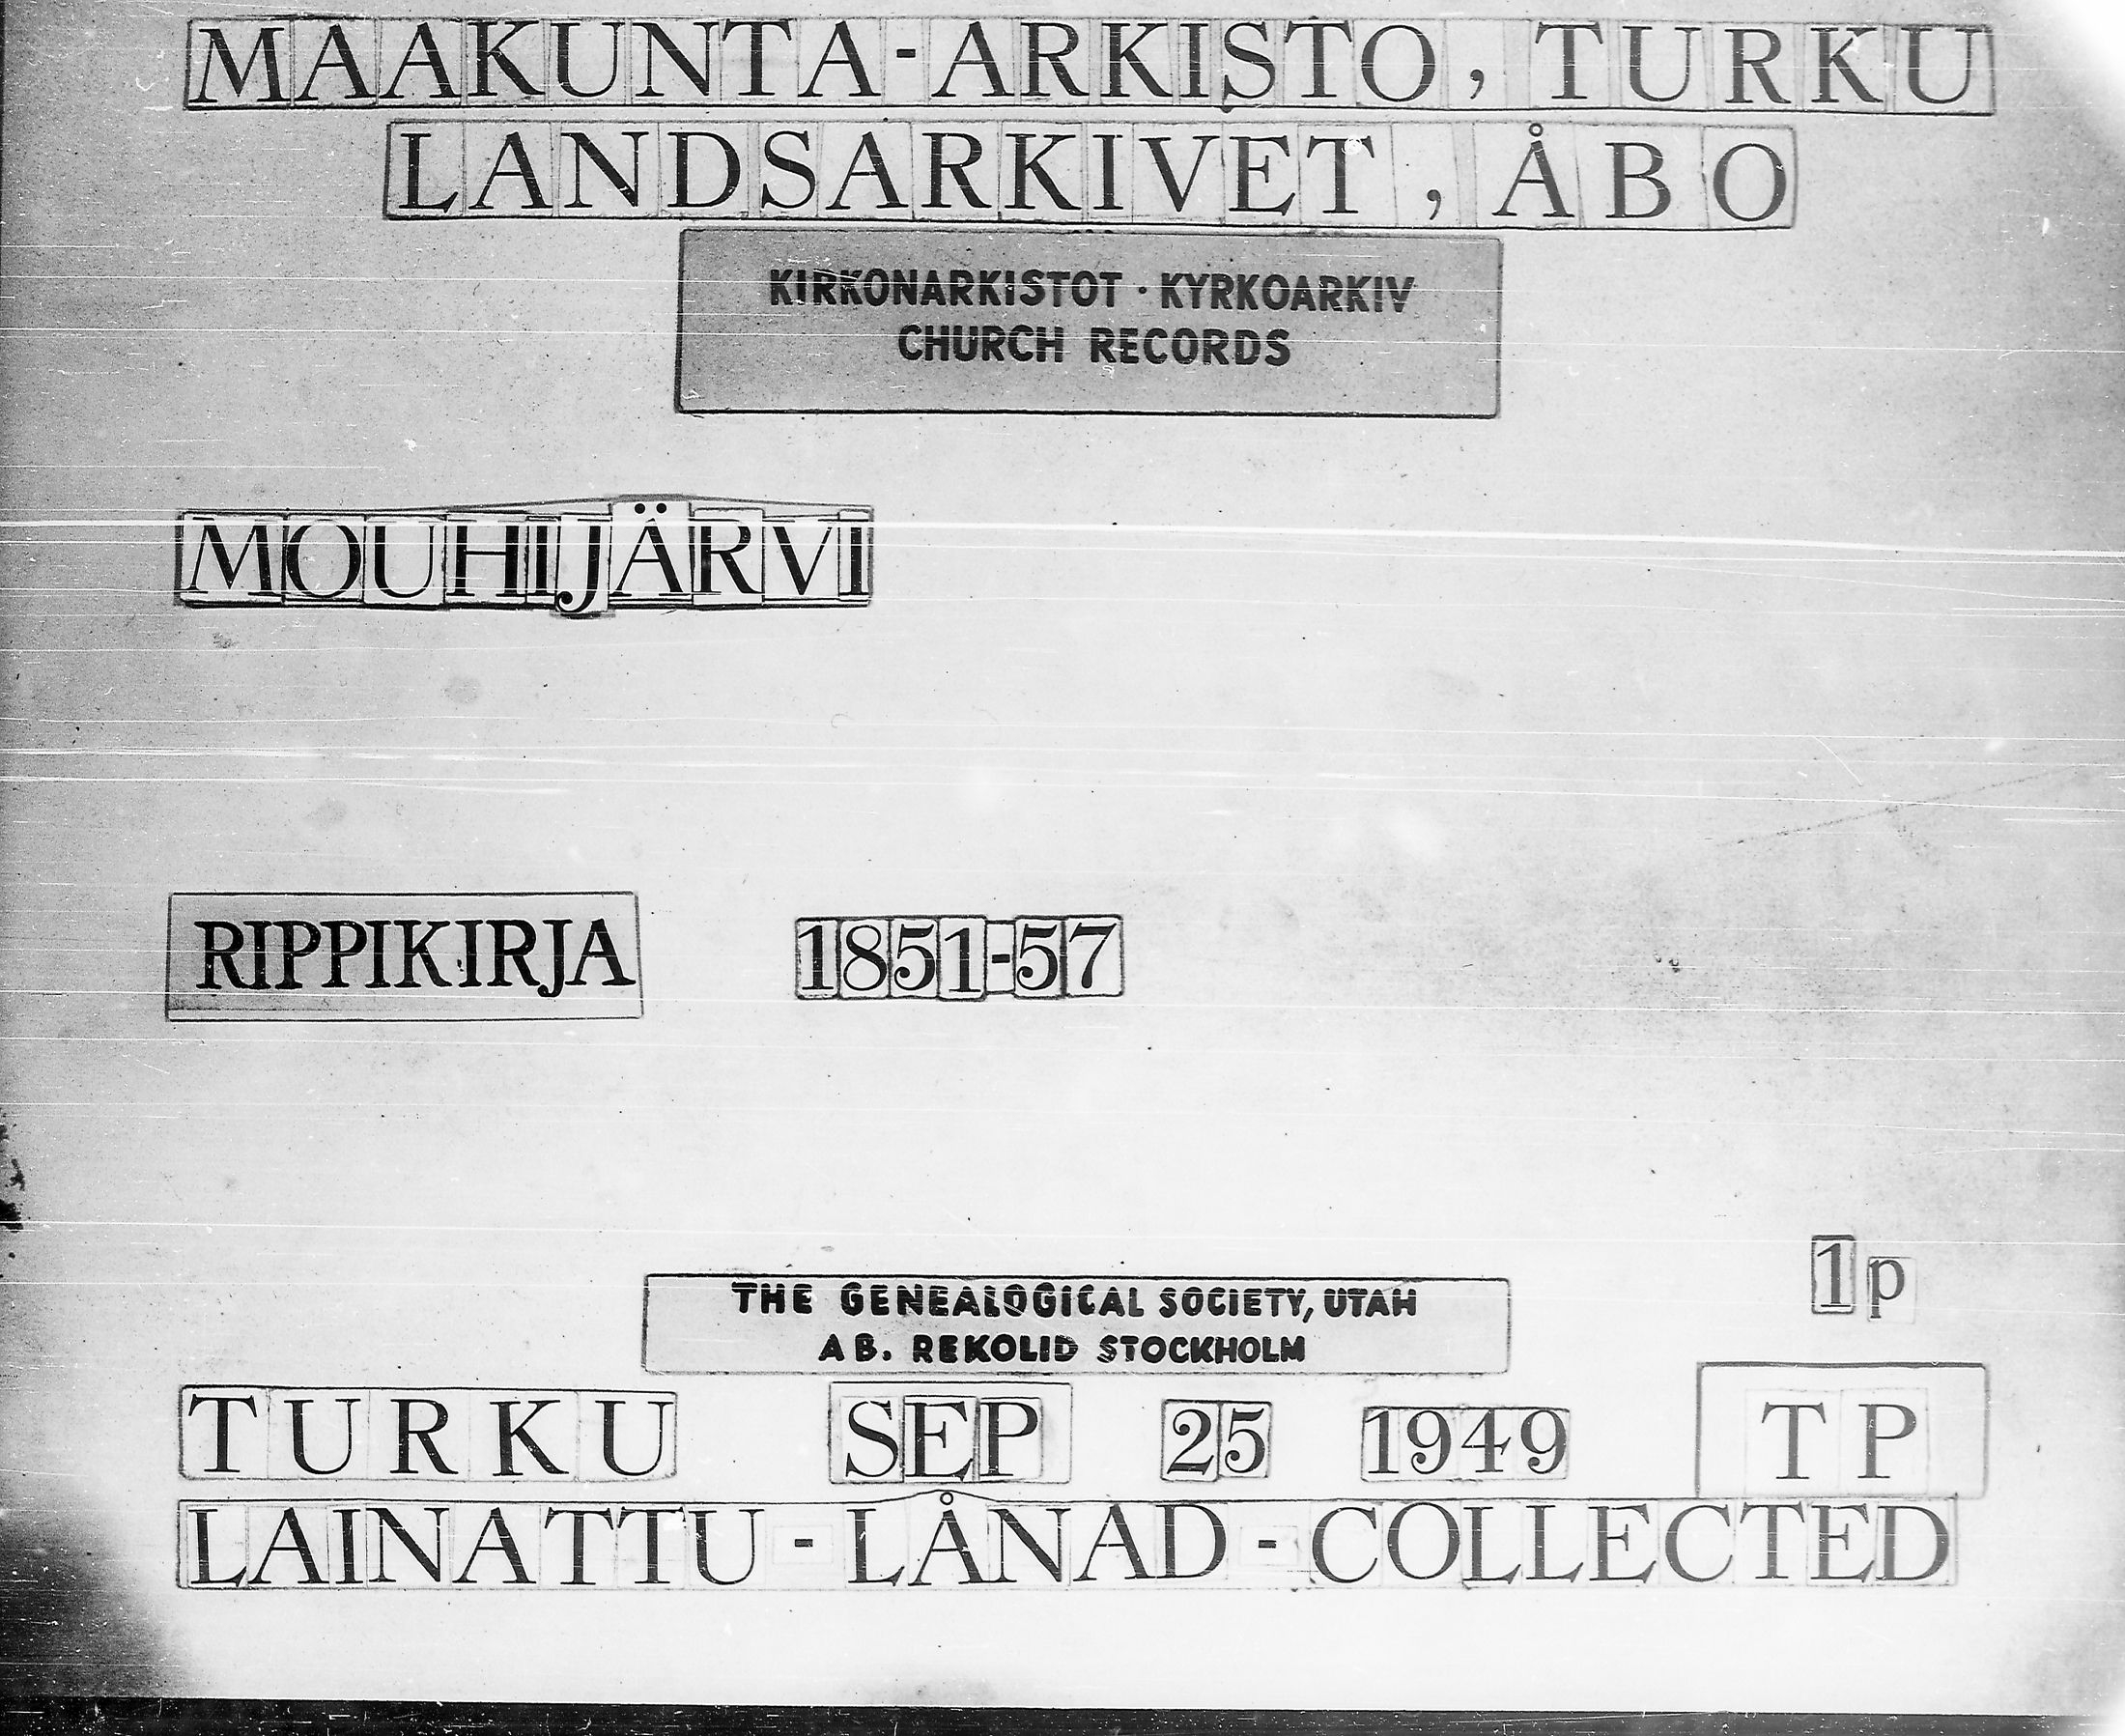 MAAKUNTA-ARKISTO, TURKU
LANDSARKIVET, ÅBO
KIRKONARKISTOT · KYRKOARKIV
CHURCH RECORDS
MOUHIJÄRVI
RIPPIKIRJA 1851-57
1p
THE GENEALOGICAL SOCIETY, UTAH
AB. REKOLID STOCKHOLM
TURKU SEP 25 1949 TP
LAINATTU - LÅNAD - COLLECTED